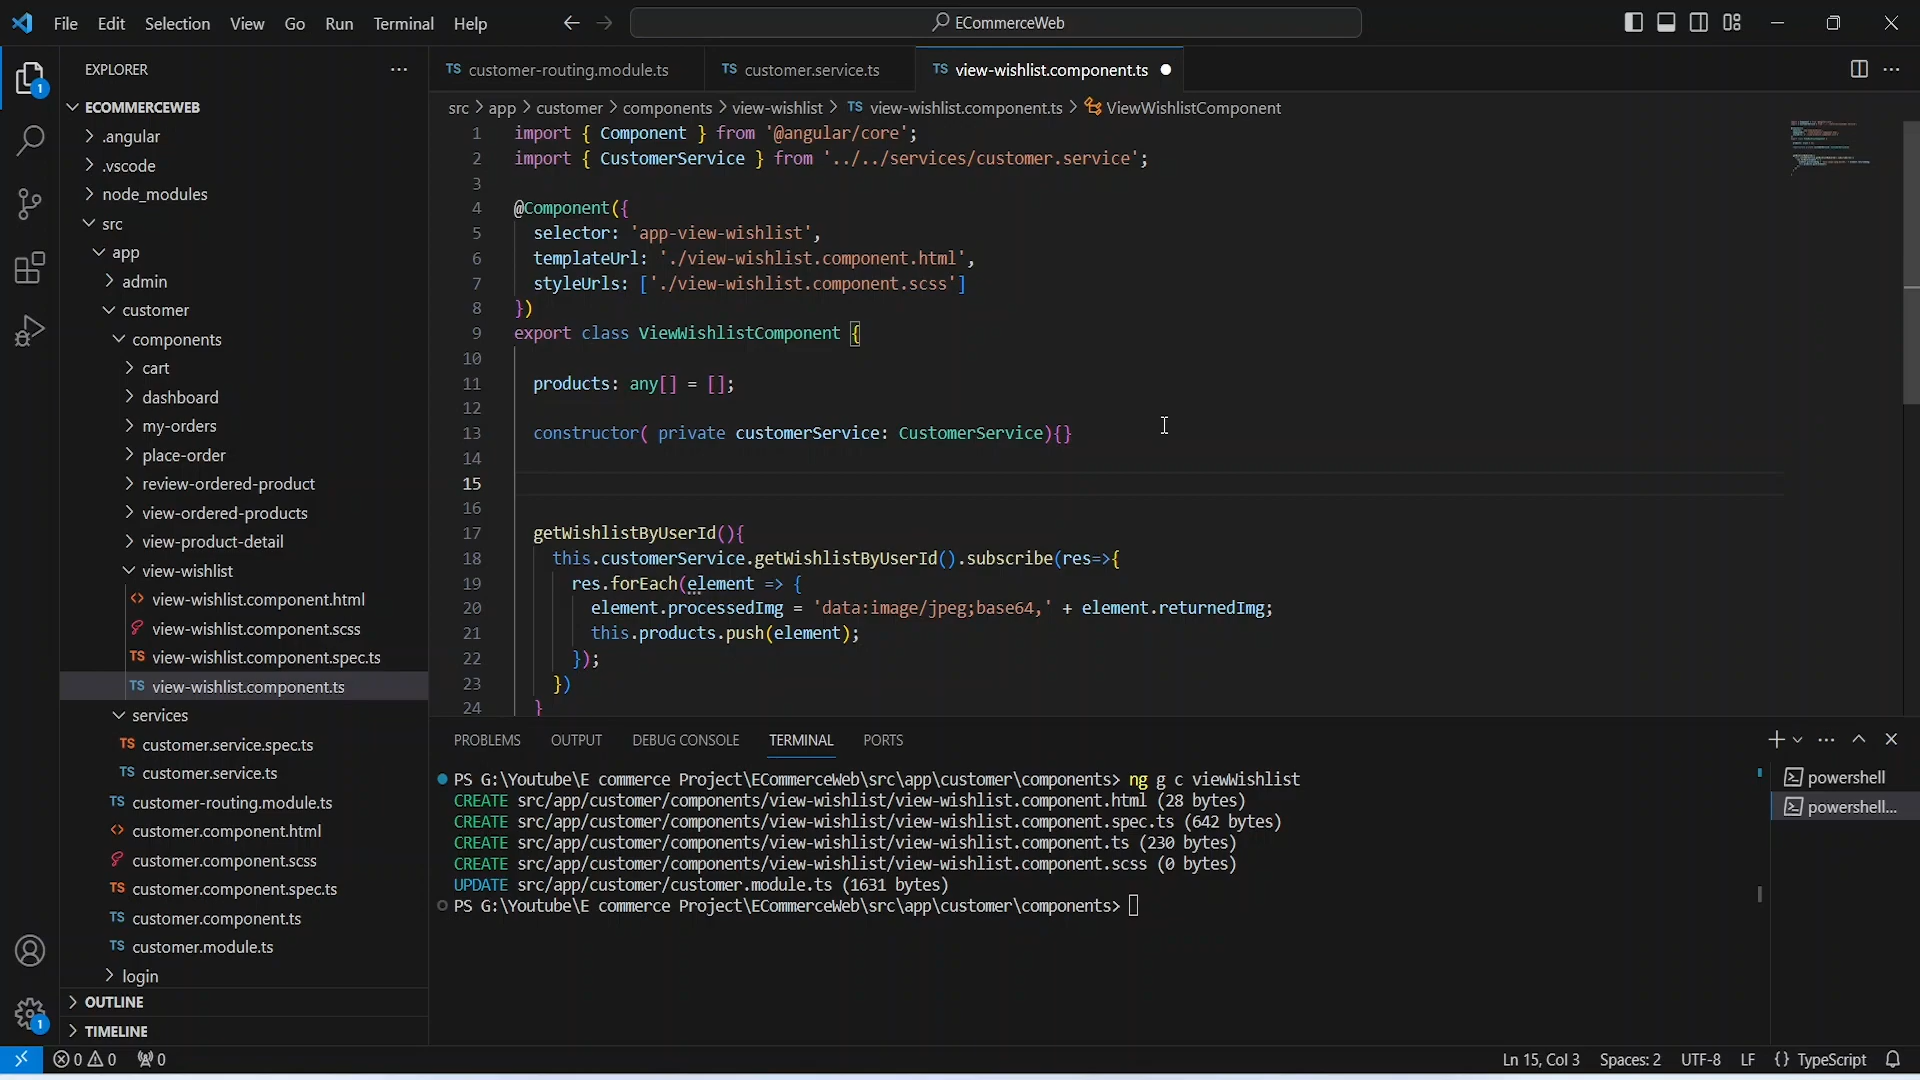 File Edit Selection View Go Run Terminal Help
ECommerceWeb
EXPLORER
ECOMMERCEWEB
.angular
.vscode
node_modules
src
app
admin
customer
components
cart
dashboard
my-orders
place-order
review-ordered-product
view-ordered-products
view-product-detail
view-wishlist
view-wishlist.component.html
view-wishlist.component.scss
TS view-wishlist.component.spec.ts
TS view-wishlist.component.ts
services
TS customer.service.spec.ts
TS customer.service.ts
TS customer-routing.module.ts
customer.component.html
customer.component.scss
TS customer.component.spec.ts
TS customer.component.ts
TS customer.module.ts
login
OUTLINE
TIMELINE
1
1
TS customer-routing.module.ts TS customer.service.ts TS view-wishlist.component.ts
src > app > customer > components > view-wishlist > TS view-wishlist.component.ts > ViewWishlistComponent
1 import { Component } from '@angular/core';
2 import { CustomerService } from '../../services/customer.service';
3
4 @Component({
5 selector: 'app-view-wishlist',
6 templateUrl: './view-wishlist.component.html',
7 styleUrls: ['./view-wishlist.component.scss']
8 })
9 export class ViewWishlistComponent {
10
11 products: any[] = [];
12
13 constructor( private customerService: CustomerService){}
14
15
16
17 getWishlistByUserId(){
18 this.customerService.getWishlistByUserId().subscribe(res=>{
19 res.forEach(element => {
20 element.processedImg = 'data:image/jpeg;base64,' + element.returnedImg;
21 this.products.push(element);
22 });
23 })
24 }
PROBLEMS OUTPUT DEBUG CONSOLE TERMINAL PORTS
PS G:\Youtube\E commerce Project\ECommerceWeb\src\app\customer\components> ng g c viewWishlist
CREATE src/app/customer/components/view-wishlist/view-wishlist.component.html (28 bytes)
CREATE src/app/customer/components/view-wishlist/view-wishlist.component.spec.ts (642 bytes)
CREATE src/app/customer/components/view-wishlist/view-wishlist.component.ts (230 bytes)
CREATE src/app/customer/components/view-wishlist/view-wishlist.component.scss (0 bytes)
UPDATE src/app/customer/customer.module.ts (1631 bytes)
PS G:\Youtube\E commerce Project\ECommerceWeb\src\app\customer\components>
powershell
powershell...
0 0 0
Ln 15, Col 3 Spaces: 2 UTF-8 LF {} TypeScript